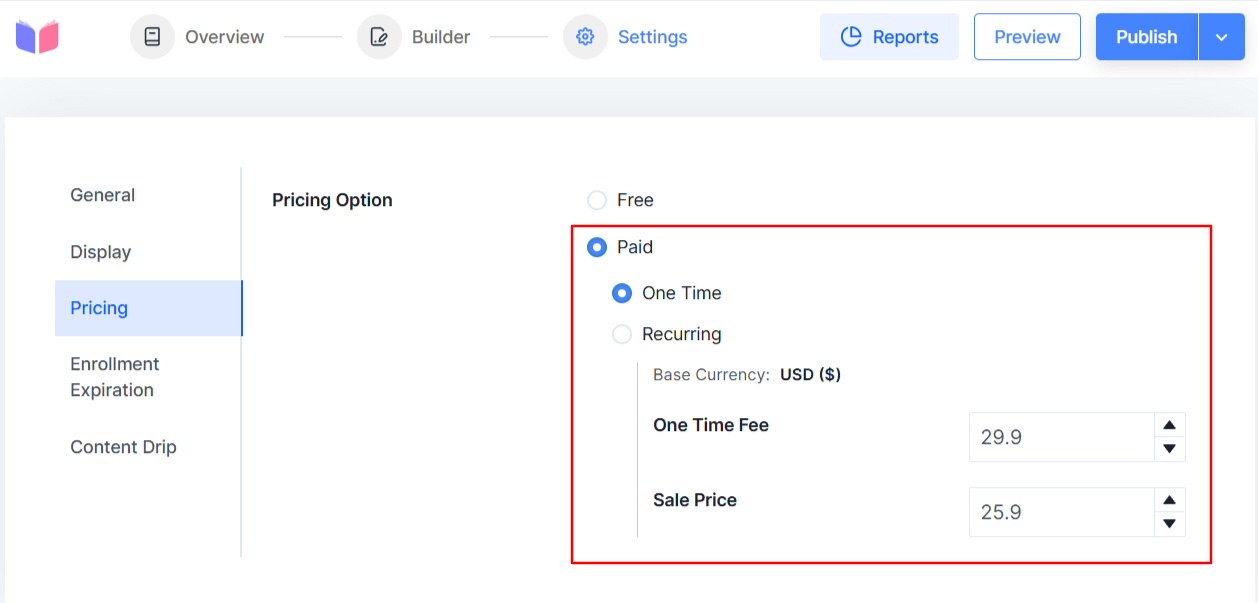 Overview
Builder
Settings
Reports
Preview
Publish
General
Display
Pricing
Enrollment
Expiration
Content Drip
Pricing Option
Free
Paid
One Time
Recurring
Base Currency: USD ($)
One Time Fee
29.9
Sale Price
25.9